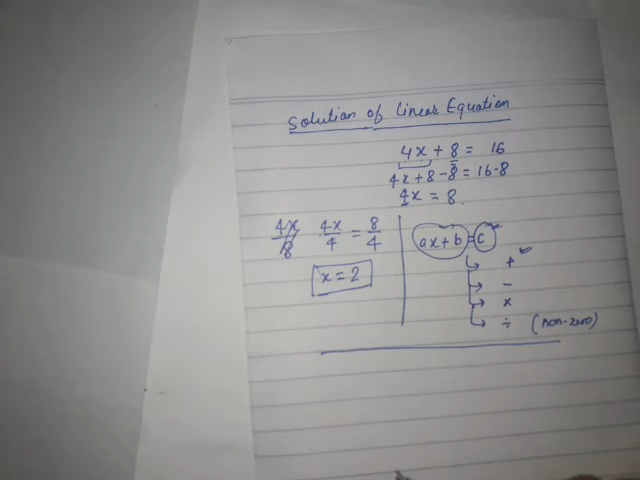 Solution of Linear Equation
4x + 8 = 16
4x + 8 - 8 = 16 - 8
4x = 8.
4x/8 4x/4 = 8/4
x = 2
ax + b = c
+
-
×
÷ (non-zero)